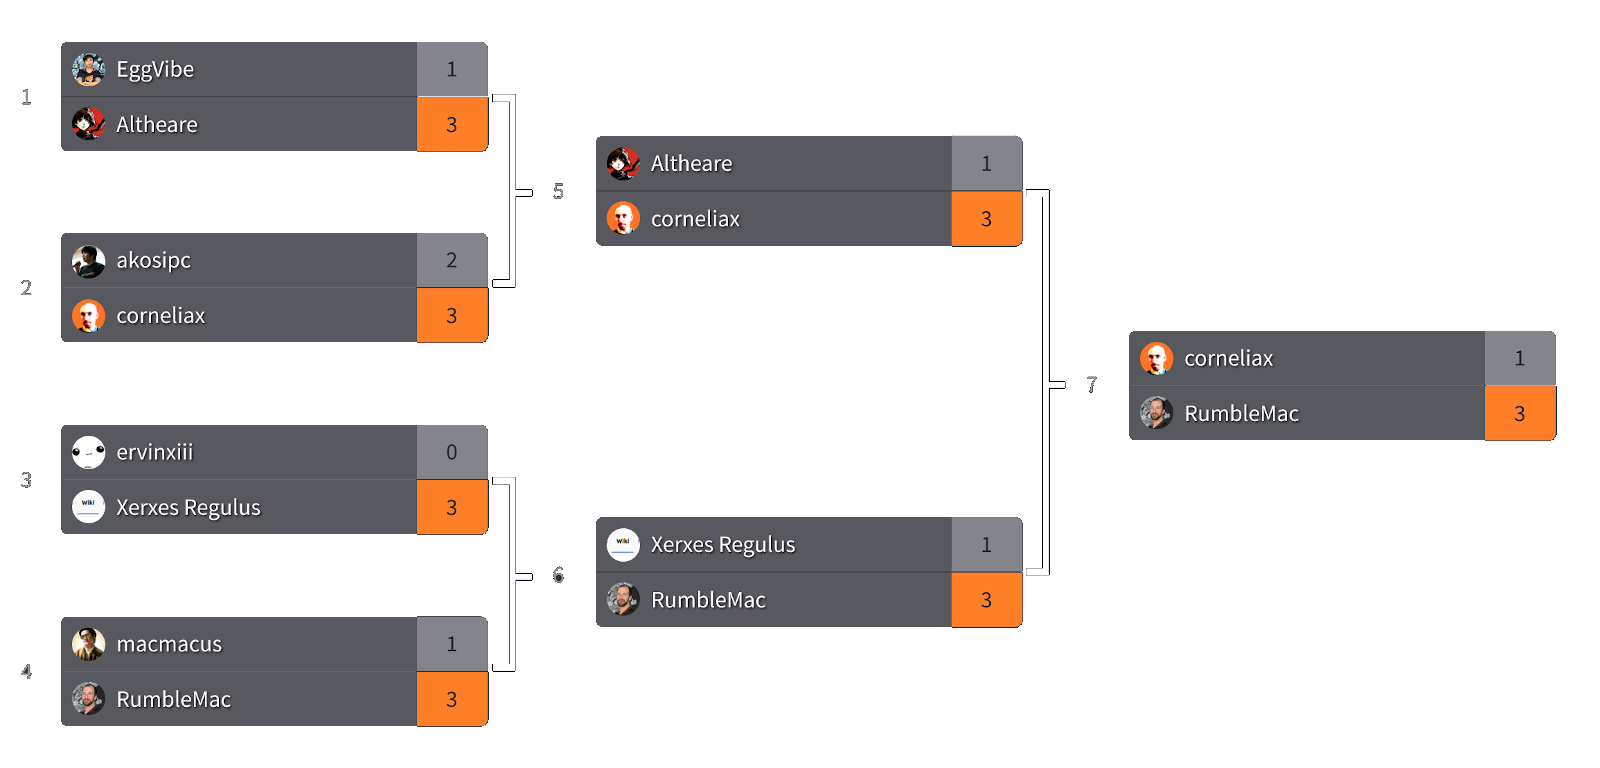 1
EggVibe 1
Altheare 3
2
akosipc 2
corneliax 3
3
ervinxiii 0
Xerxes Regulus 3
4
macmacus 1
RumbleMac 3
5
Altheare 1
corneliax 3
6
Wiki
Xerxes Regulus 1
RumbleMac 3
7
corneliax 1
RumbleMac 3